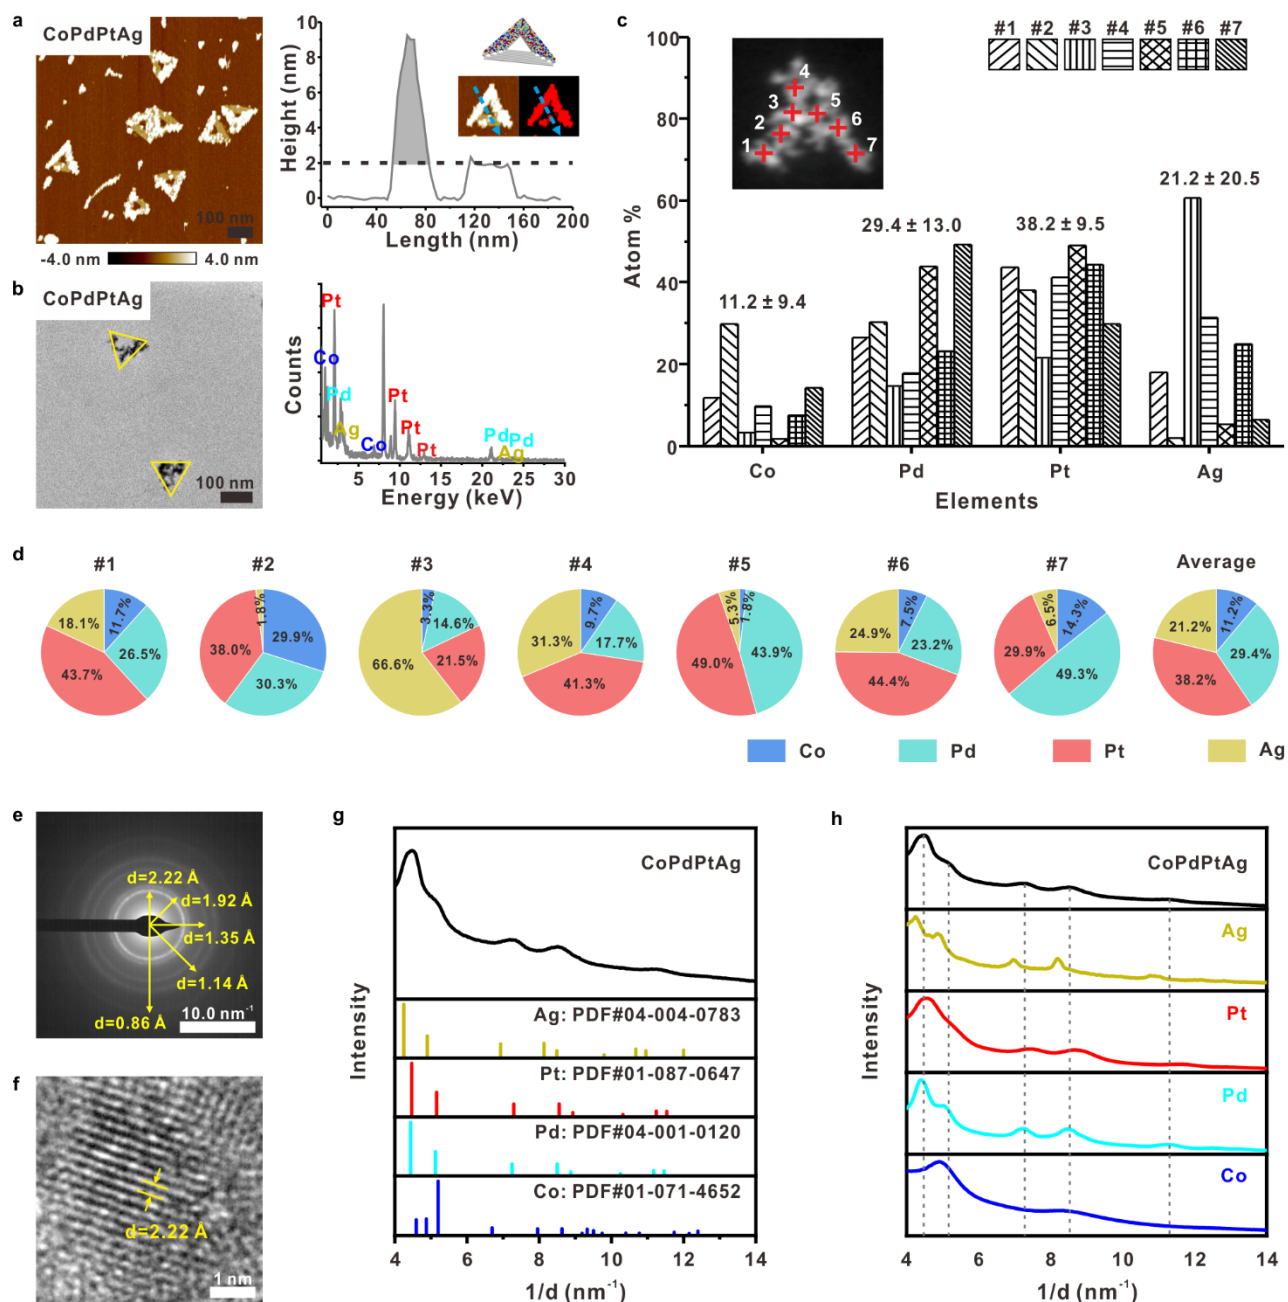 a
CoPdPtAg
100 nm
-4.0 nm 4.0 nm
Height (nm)
10
8
6
4
2
0
0 40 80 120 160 200
Length (nm)
b
CoPdPtAg
100 nm
Counts
Pt
Co
Pd
Ag
Co
Pt
Pt
Pt
Pd
Pd
Ag
5 10 15 20 25 30
Energy (keV)
c
#1 #2 #3 #4 #5 #6 #7
Atom %
100
80
60
40
20
0
1 2 3 4 5 6 7
11.2 ± 9.4
29.4 ± 13.0
38.2 ± 9.5
21.2 ± 20.5
Co Pd Pt Ag
Elements
d
#1
11.7%
26.5%
43.7%
18.1%
#2
29.9%
30.3%
38.0%
1.8%
#3
3.3%
14.6%
21.5%
66.6%
#4
9.7%
17.7%
41.3%
31.3%
#5
1.8%
43.9%
49.0%
5.3%
#6
7.5%
23.2%
44.4%
24.9%
#7
14.3%
49.3%
29.9%
6.5%
Average
11.2%
29.4%
38.2%
21.2%
Co Pd Pt Ag
e
d=2.22 Å
d=1.92 Å
d=1.35 Å
d=1.14 Å
d=0.86 Å
10.0 nm⁻¹
f
d=2.22 Å
1 nm
g
Intensity
CoPdPtAg
Ag: PDF#04-004-0783
Pt: PDF#01-087-0647
Pd: PDF#04-001-0120
Co: PDF#01-071-4652
4 6 8 10 12 14
1/d (nm⁻¹)
h
Intensity
CoPdPtAg
Ag
Pt
Pd
Co
4 6 8 10 12 14
1/d (nm⁻¹)